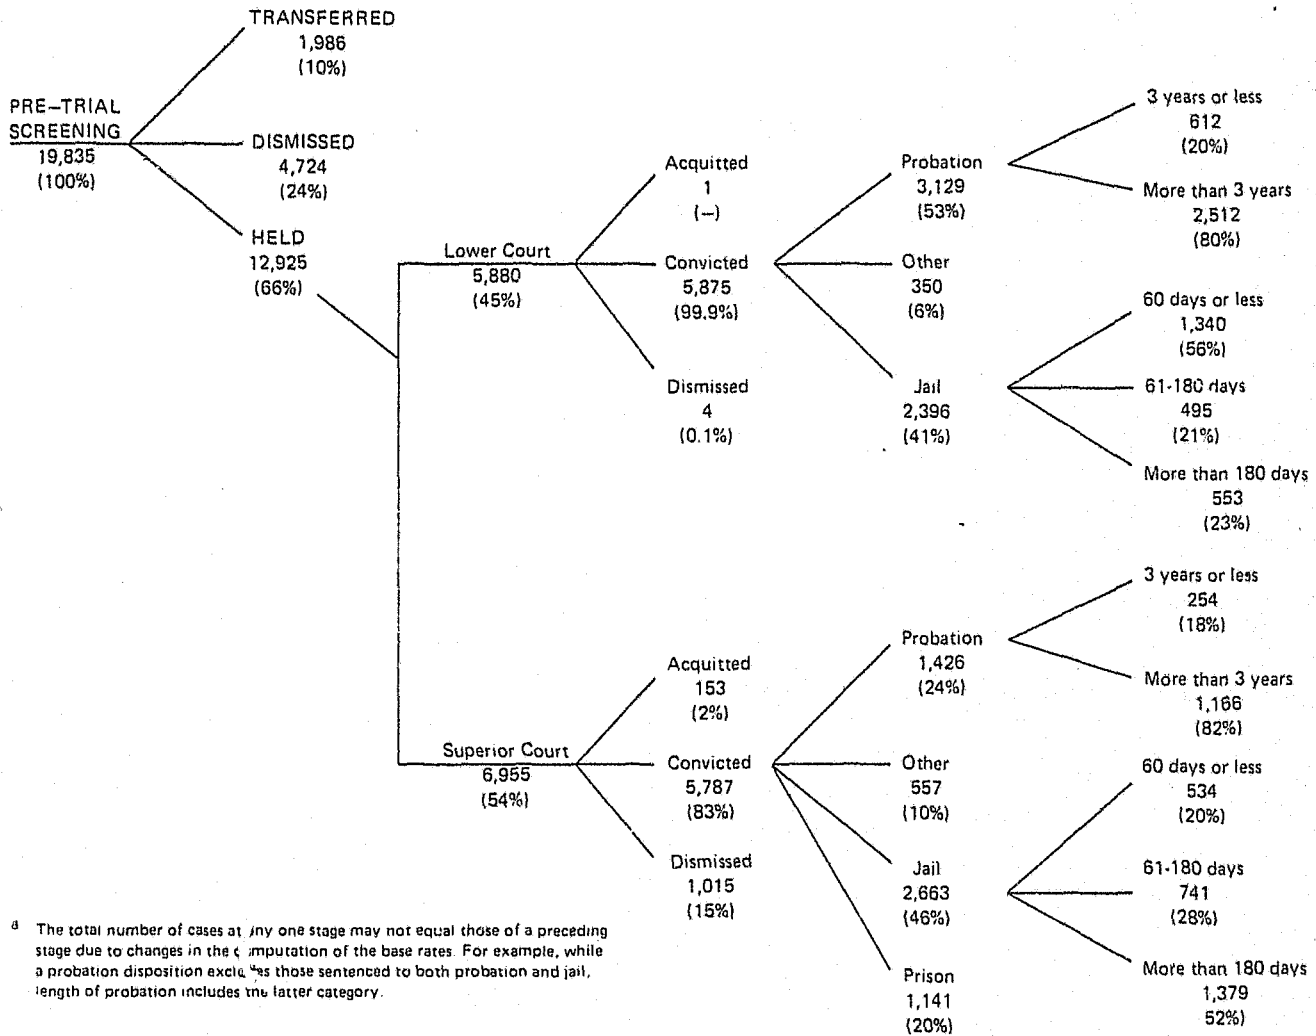 TRANSFERRED
1,986
(10%)
PRE-TRIAL
SCREENING
19,835
(100%)
DISMISSED
4,724
(24%)
HELD
12,925
(66%)
Lower Court
5,880
(45%)
Acquitted
1
(—)
Convicted
5,875
(99.9%)
Dismissed
4
(0.1%)
Probation
3,129
(53%)
Other
350
(6%)
Jail
2,396
(41%)
3 years or less
612
(20%)
More than 3 years
2,512
(80%)
60 days or less
1,340
(56%)
61-180 days
495
(21%)
More than 180 days
553
(23%)
Superior Court
6,955
(54%)
Acquitted
153
(2%)
Convicted
5,787
(83%)
Dismissed
1,015
(15%)
Probation
1,426
(24%)
Other
557
(10%)
Jail
2,663
(46%)
Prison
1,141
(20%)
3 years or less
254
(18%)
More than 3 years
1,166
(82%)
60 days or less
534
(20%)
61-180 days
741
(28%)
More than 180 days
1,379
52%)
a The total number of cases at any one stage may not equal those of a preceding
stage due to changes in the computation of the base rates. For example, while
a probation disposition excludes those sentenced to both probation and jail,
length of probation includes the latter category.